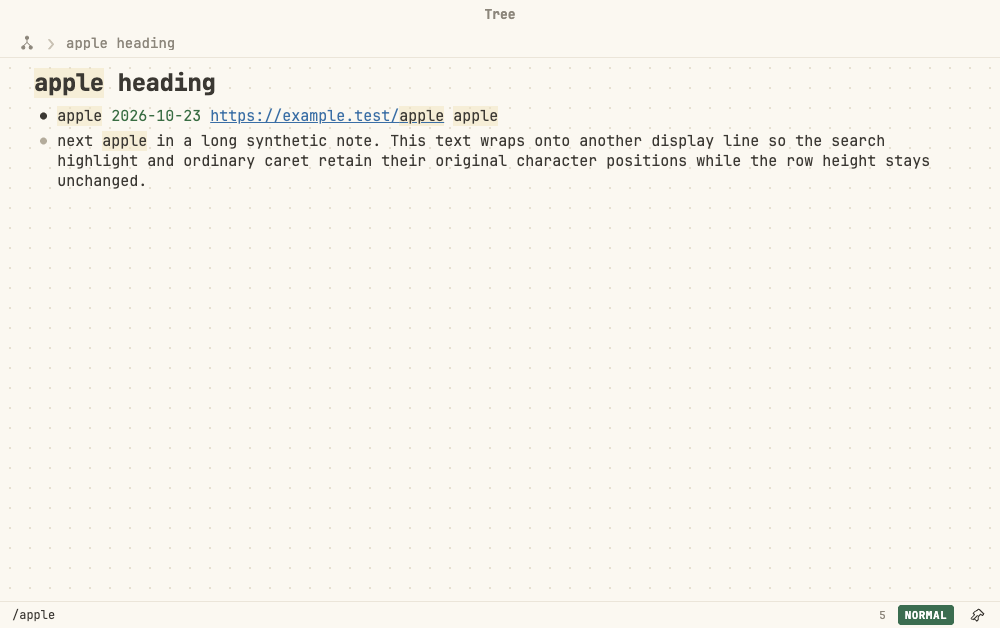 Tree
apple heading
apple heading
apple 2026-10-23 https://example.test/apple apple
next apple in a long synthetic note. This text wraps onto another display line so the search
highlight and ordinary caret retain their original character positions while the row height stays
unchanged.
/apple
5 NORMAL